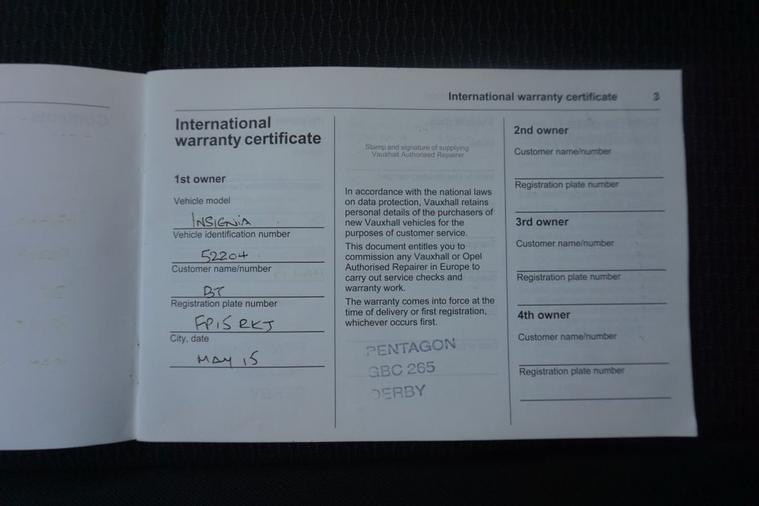 International warranty certificate 3
International
warranty certificate
1st owner
Vehicle model
INSIGNIA
Vehicle identification number
52204
Customer name/number
BT
Registration plate number
FP15 RKJ
City, date
MAY 15
Stamp and signature of supplying
Vauxhall Authorised Repairer
In accordance with the national laws
on data protection, Vauxhall retains
personal details of the purchasers of
new Vauxhall vehicles for the
purposes of customer service.
This document entitles you to
commission any Vauxhall or Opel
Authorised Repairer in Europe to
carry out service checks and
warranty work.
The warranty comes into force at the
time of delivery or first registration,
whichever occurs first.
PENTAGON
GBC 265
DERBY
2nd owner
Customer name/number
Registration plate number
3rd owner
Customer name/number
Registration plate number
4th owner
Customer name/number
Registration plate number